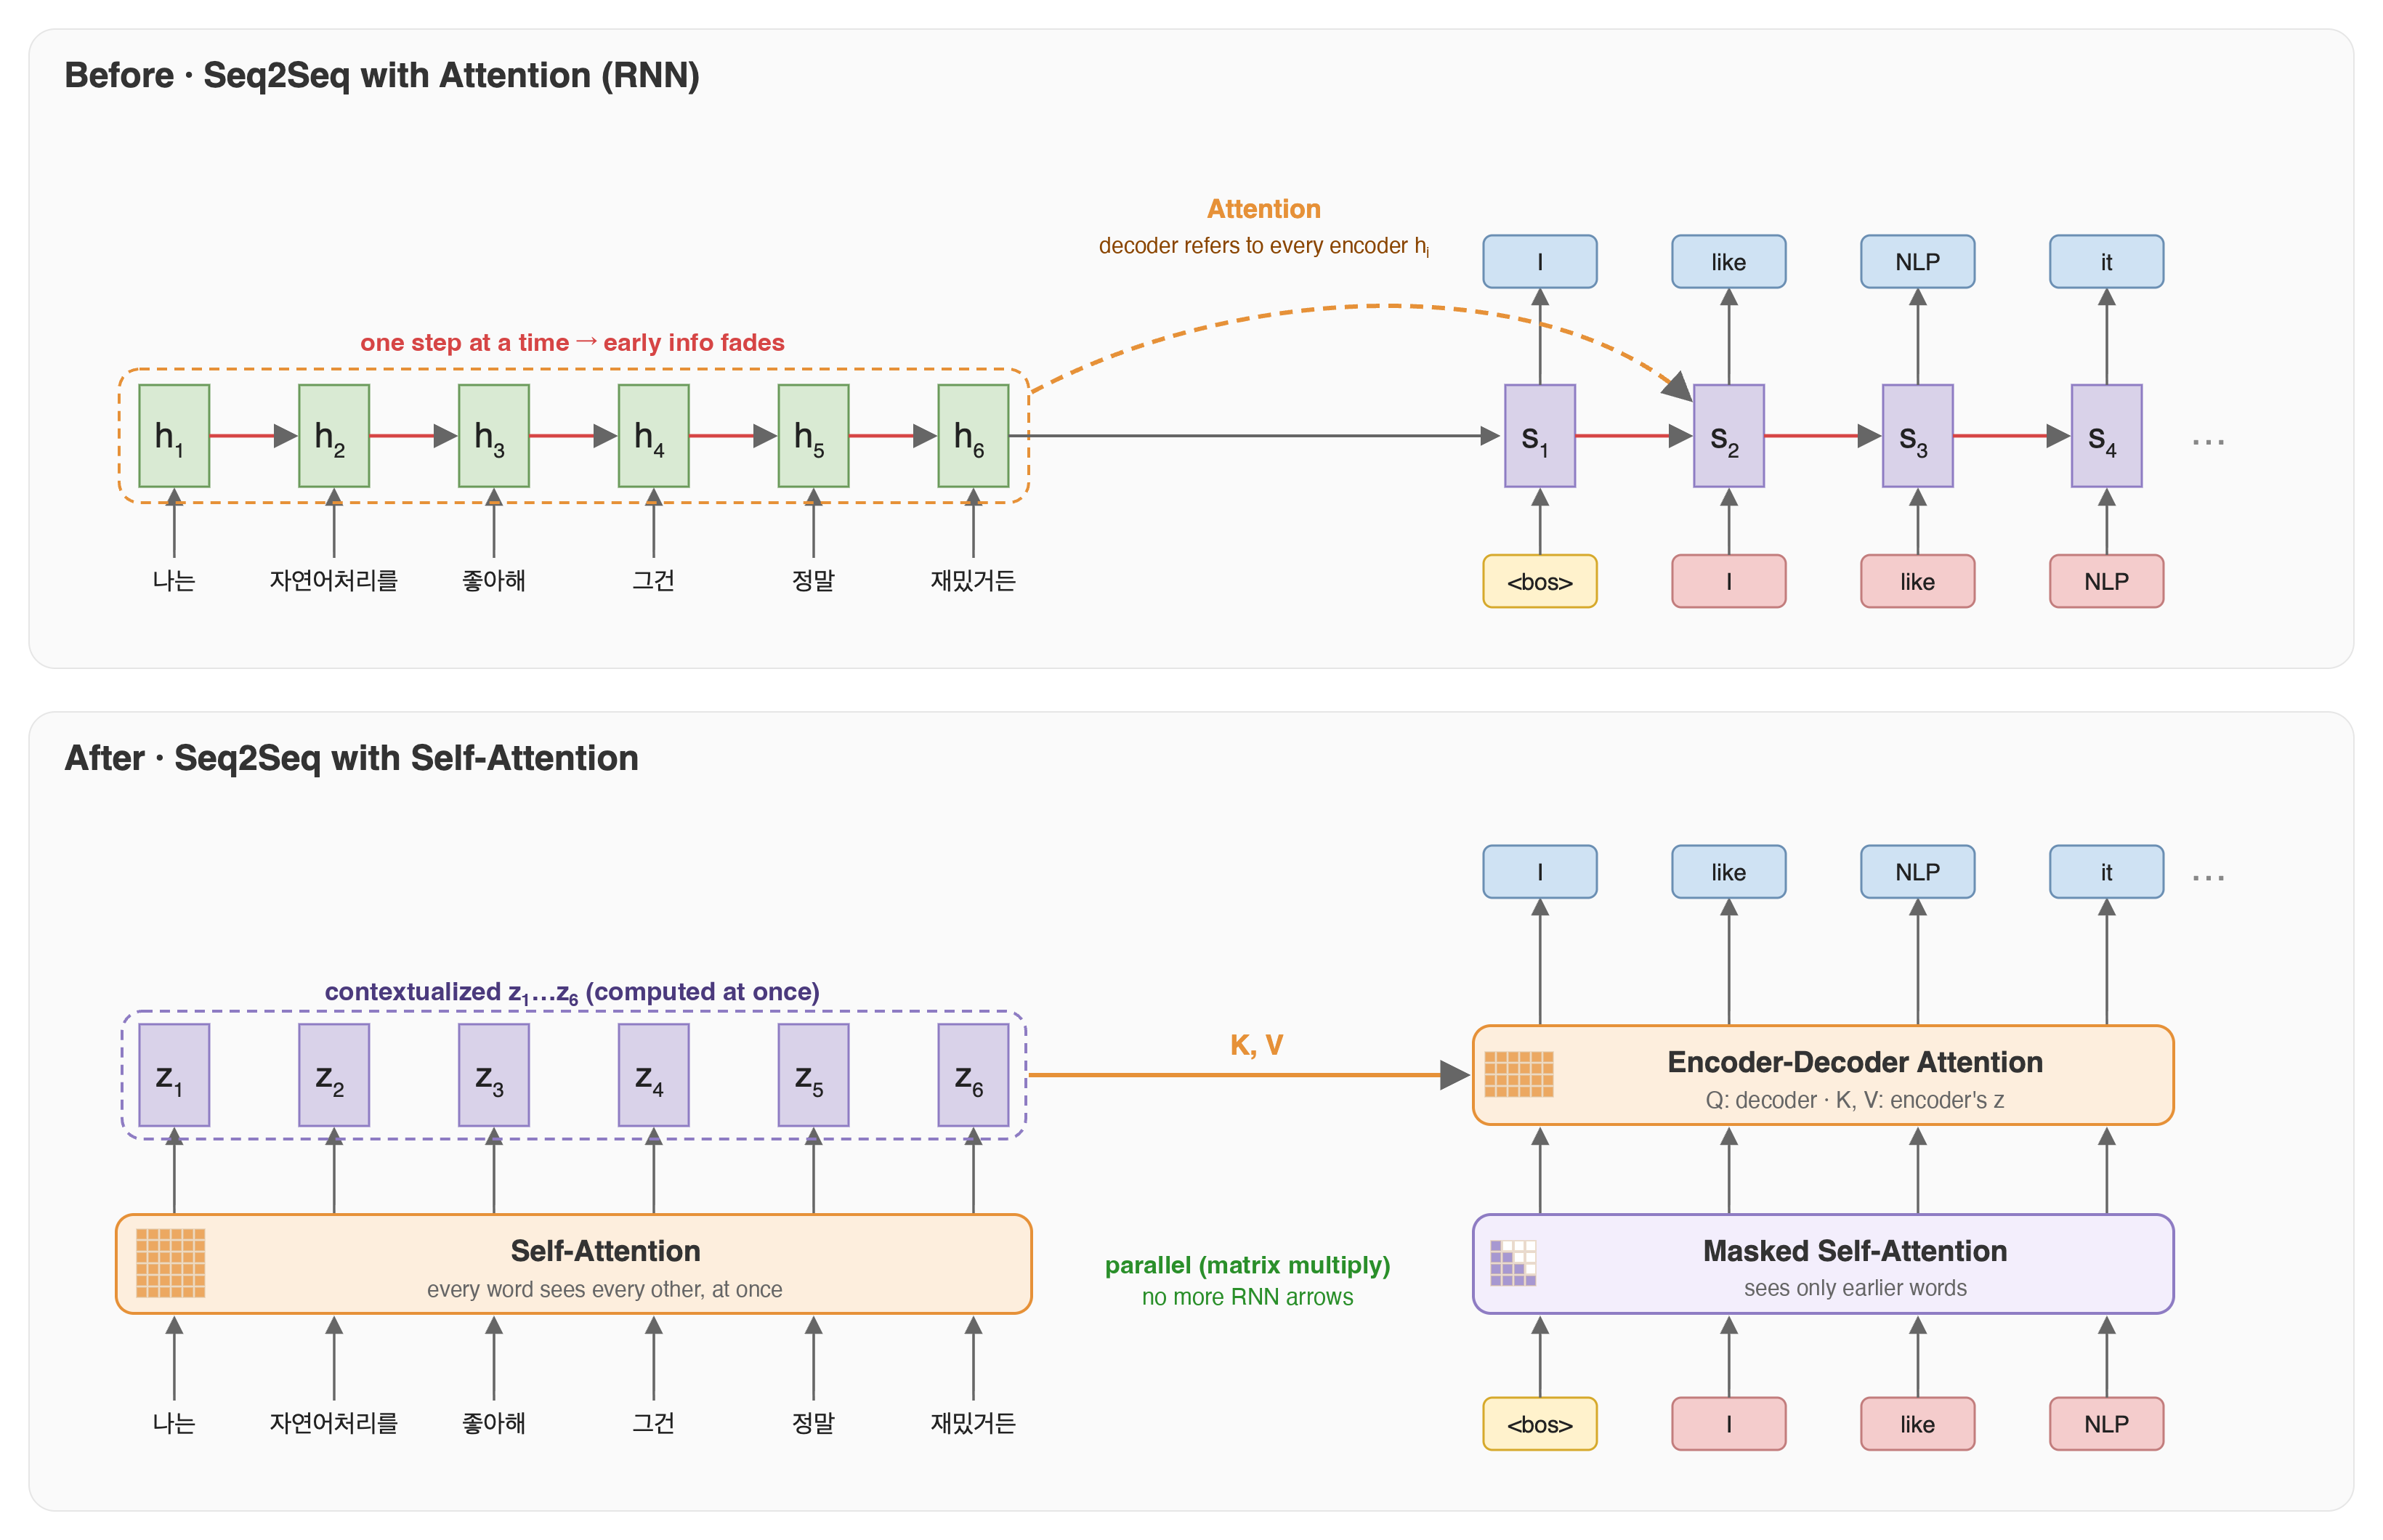 Before · Seq2Seq with Attention (RNN)
Attention
decoder refers to every encoder hᵢ
I like NLP it
one step at a time → early info fades
h₁ h₂ h₃ h₄ h₅ h₆ s₁ s₂ s₃ s₄ ...
나는 자연어처리를 좋아해 그건 정말 재밌거든 <bos> I like NLP
After · Seq2Seq with Self-Attention
I like NLP it ...
contextualized z₁...z₆ (computed at once)
z₁ z₂ z₃ z₄ z₅ z₆
K, V
Encoder-Decoder Attention
Q: decoder · K, V: encoder's z
Self-Attention
every word sees every other, at once
parallel (matrix multiply)
no more RNN arrows
Masked Self-Attention
sees only earlier words
나는 자연어처리를 좋아해 그건 정말 재밌거든 <bos> I like NLP